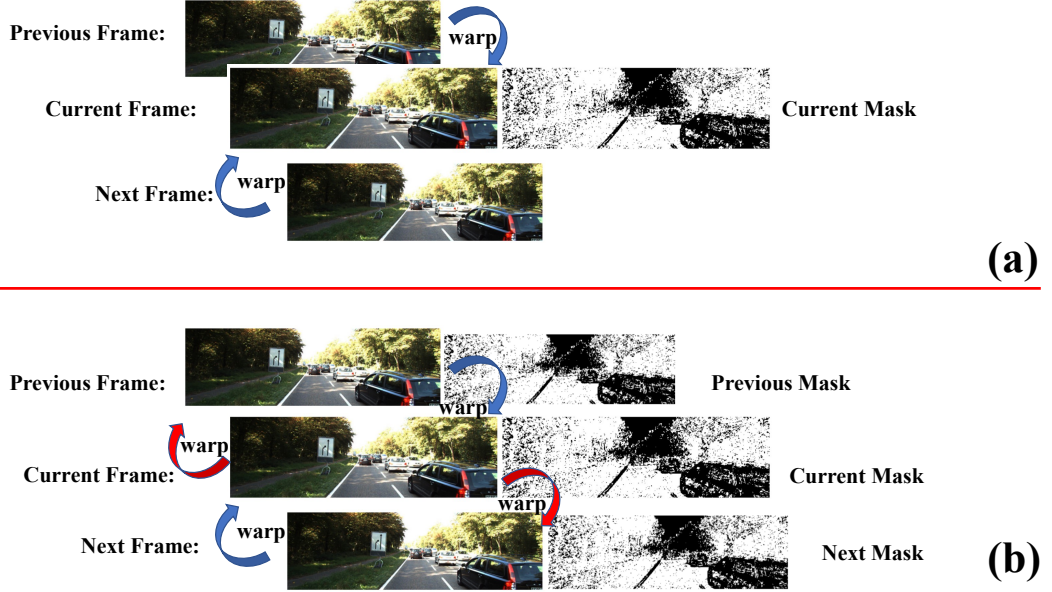 Previous Frame:
warp
Current Frame:
Current Mask
Next Frame:
warp
(a)
Previous Frame:
Previous Mask
warp
warp
Current Frame:
Current Mask
warp
Next Frame:
warp
Next Mask
(b)